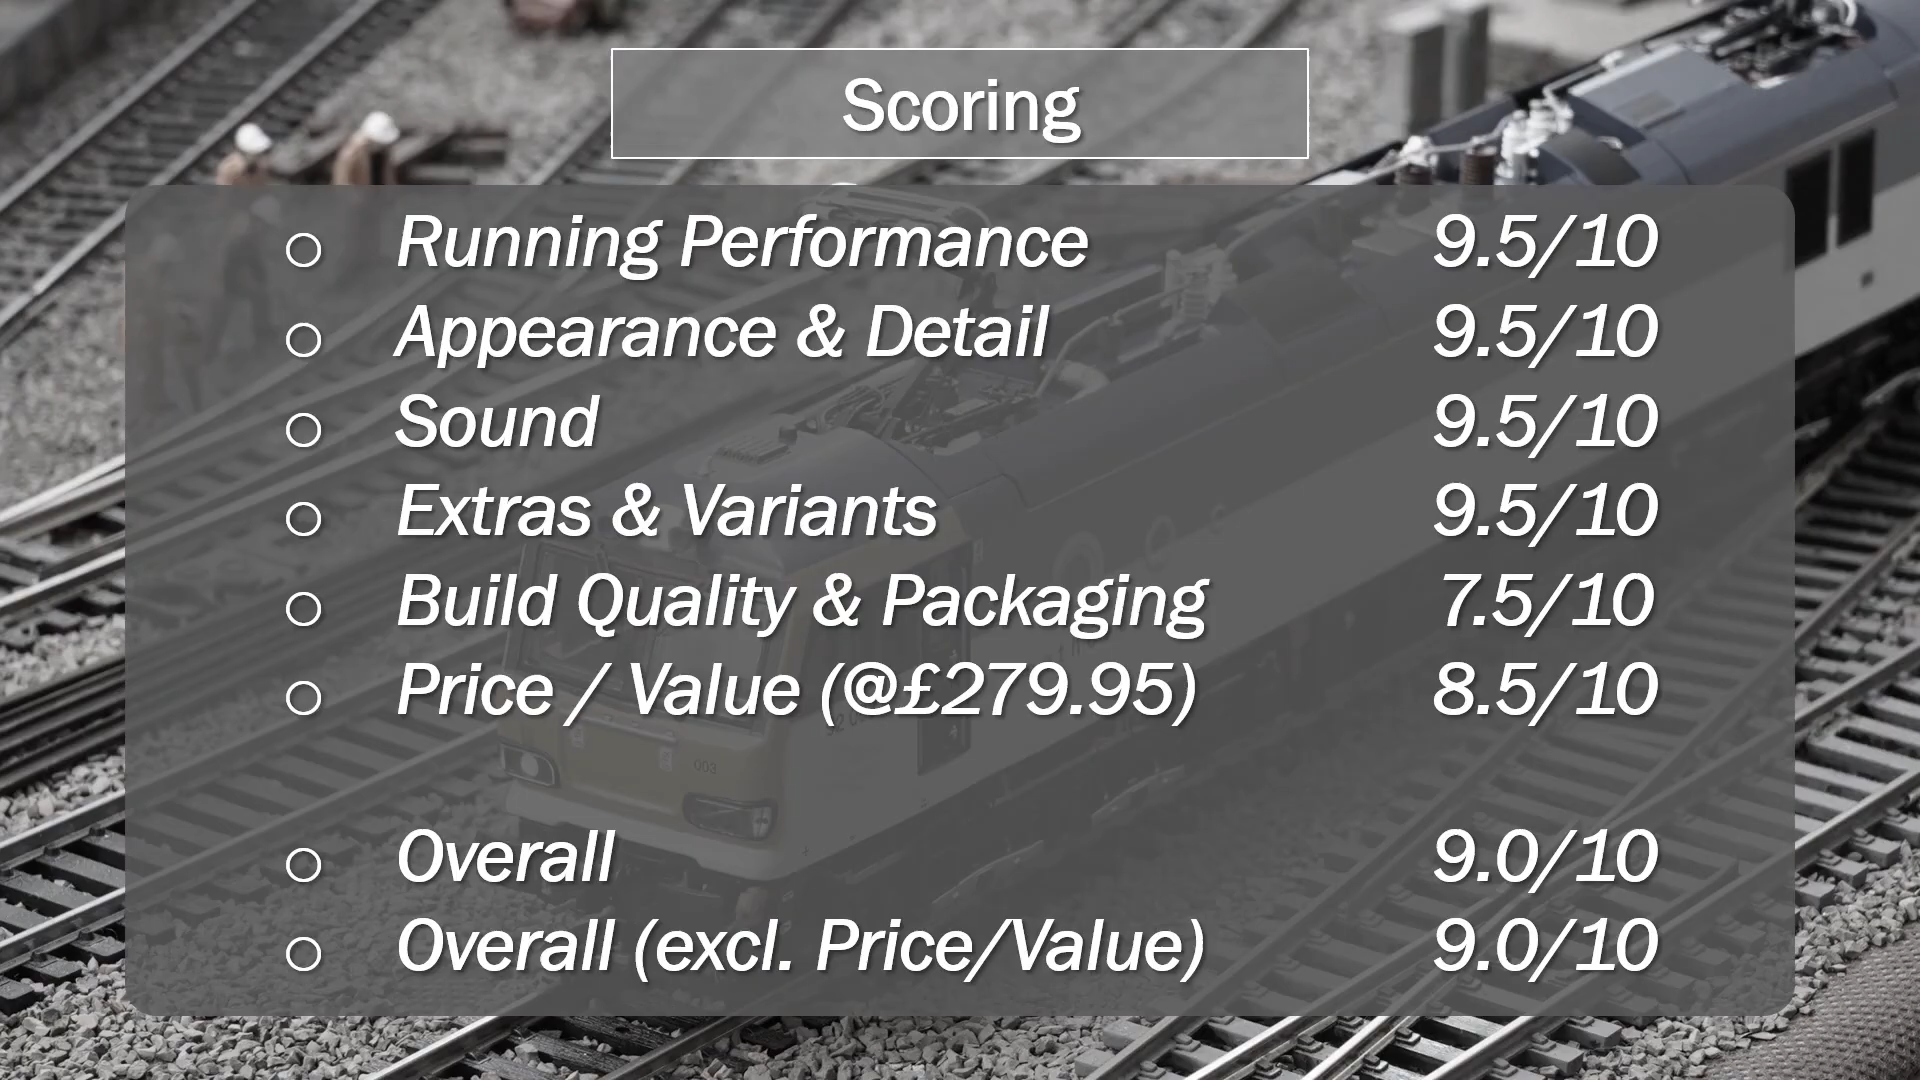 Scoring
Running Performance 9.5/10
Appearance & Detail 9.5/10
Sound 9.5/10
Extras & Variants 9.5/10
Build Quality & Packaging 7.5/10
Price / Value (@£279.95) 8.5/10
003
Overall 9.0/10
Overall (excl. Price/Value) 9.0/10